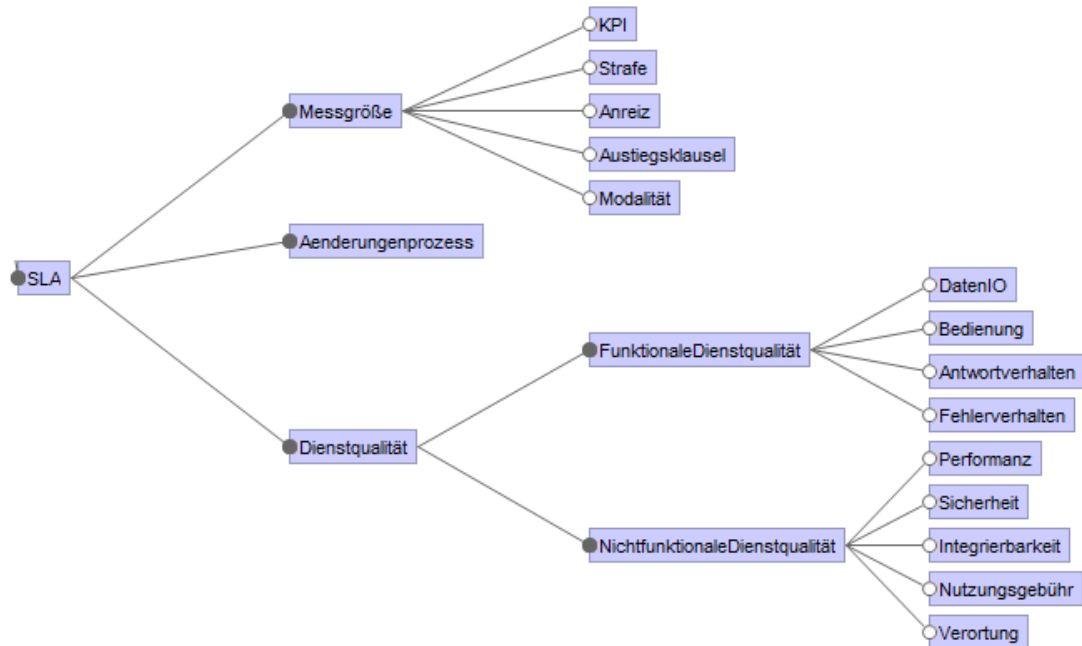 KPI
Strafe
Messgröße
Anreiz
Austiegsklausel
Modalität
Aenderungenprozess
SLA
DatenIO
Bedienung
FunktionaleDienstqualität
Antwortverhalten
Fehlerverhalten
Dienstqualität
Performanz
Sicherheit
NichtfunktionaleDienstqualität
Integrierbarkeit
Nutzungsgebühr
Verortung